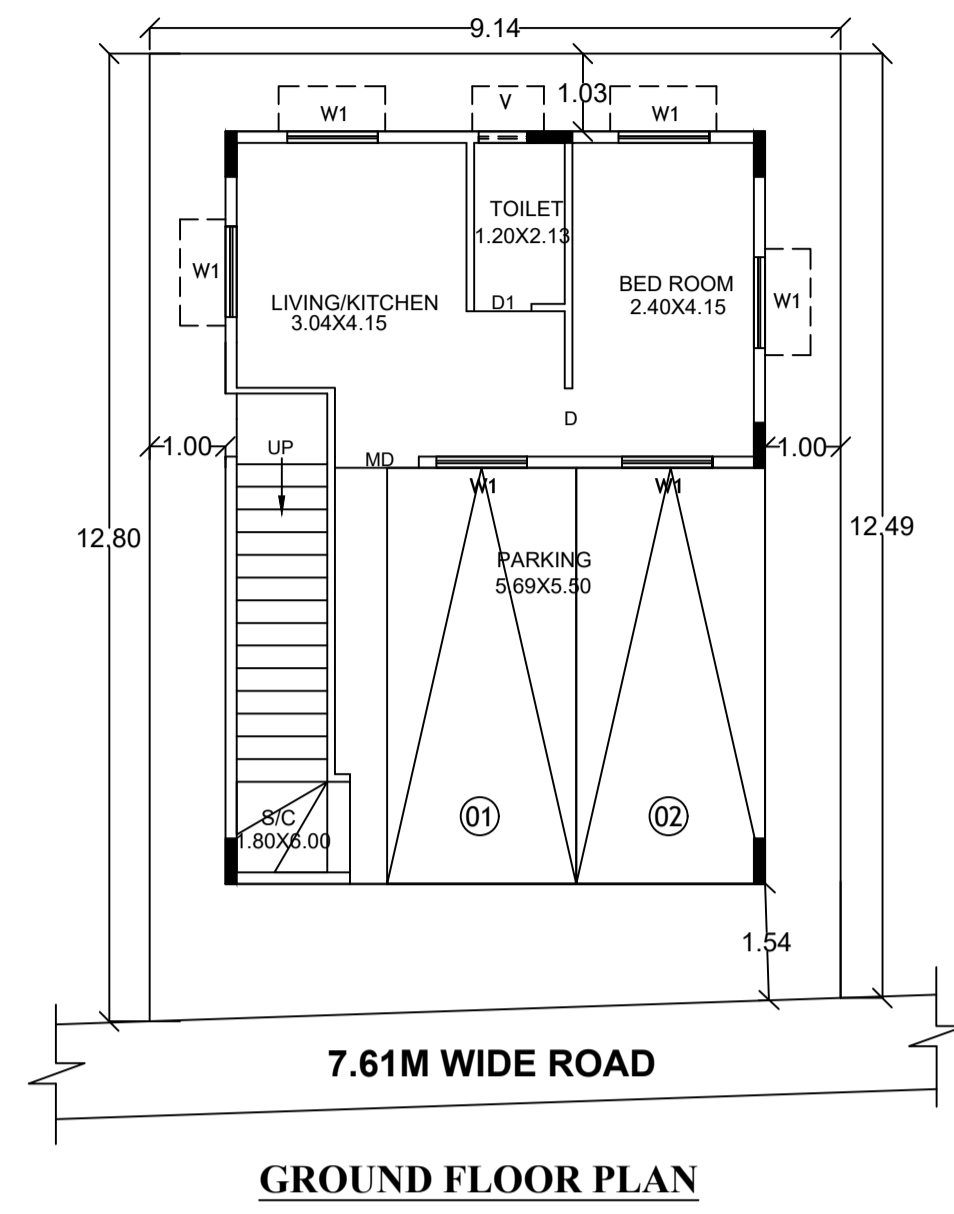 9.14
1.03
W1
V
W1
TOILET
1.20X2.13
W1
LIVING/KITCHEN
3.04X4.15
D1
BED ROOM
2.40X4.15
W1
D
1.00
UP
MD
1.00
W1
W1
12.80
12.49
PARKING
5.69X5.50
S/C
1.80X6.00
01
02
1.54
7.61M WIDE ROAD
GROUND FLOOR PLAN